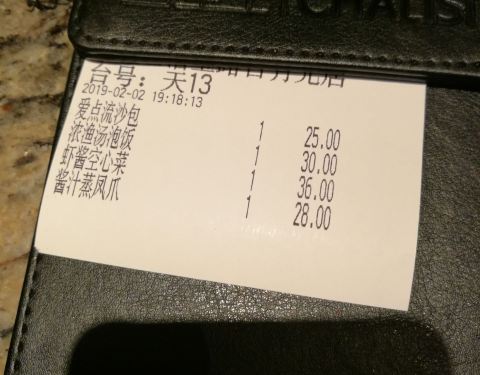 台号: 天13
2019-02-02 19:18:13
爱点流沙包 1 25.00
浓渔汤泡饭 1 30.00
虾酱空心菜 1 36.00
酱汁蒸凤爪 1 28.00